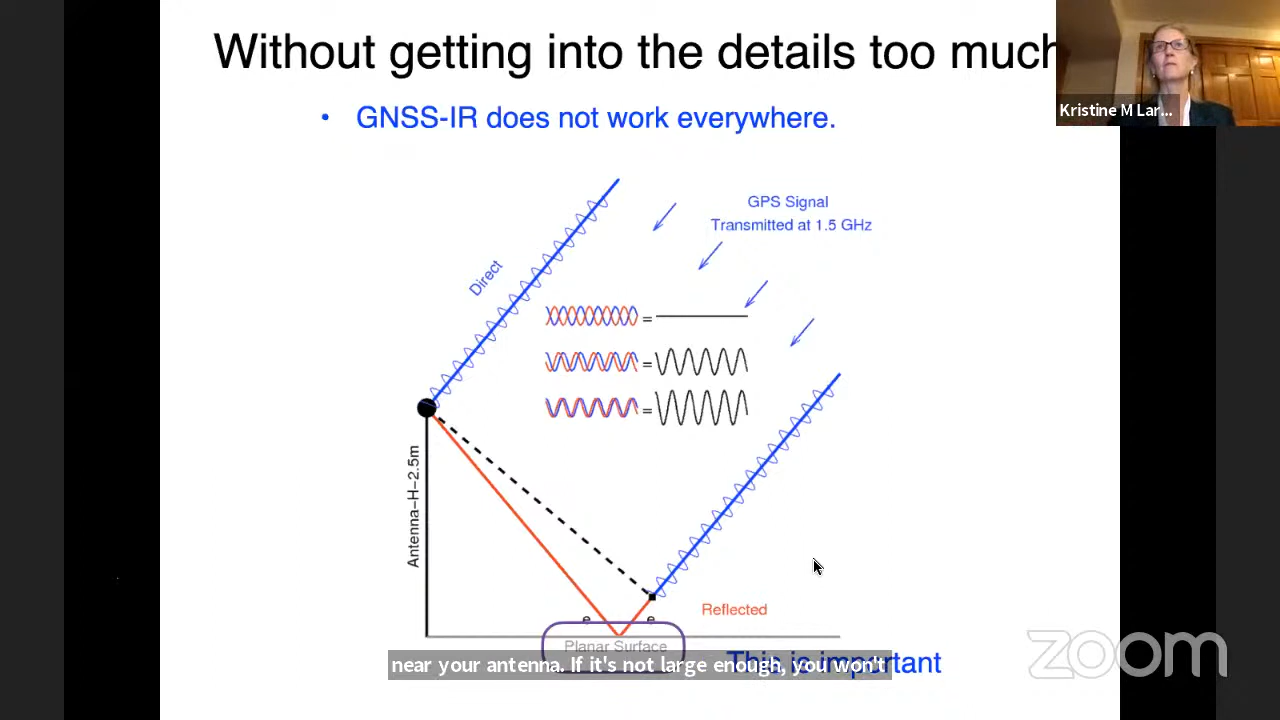 Without getting into the details too much
• GNSS-IR does not work everywhere.
Kristine M Lar...
GPS Signal
Transmitted at 1.5 GHz
Direct
=
=
=
Antenna-H-2.5m
Reflected
e
e
Planar Surface
This is important
near your antenna. If it's not large enough, you won't
zoom